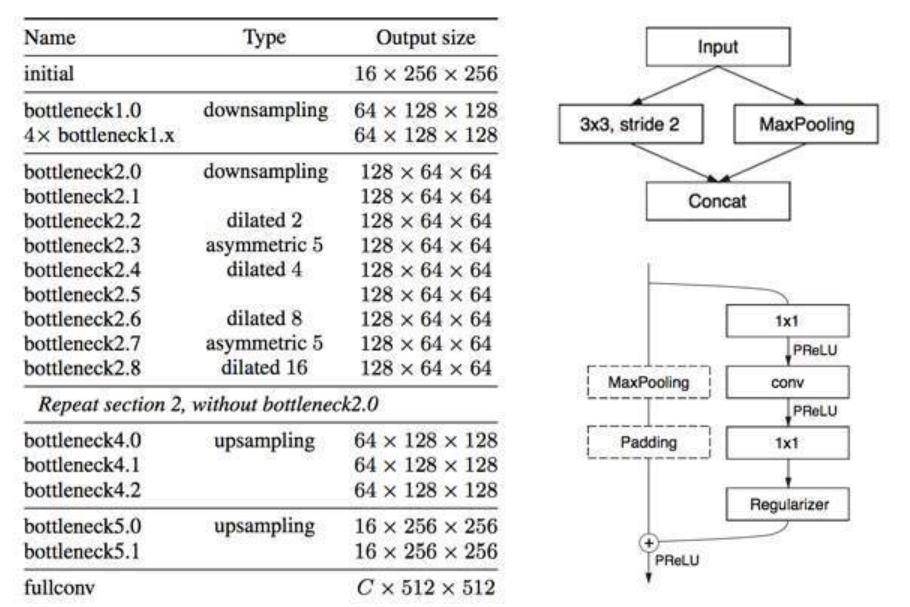 Name Type Output size
initial 16 × 256 × 256
bottleneck1.0 downsampling 64 × 128 × 128
4× bottleneck1.x 64 × 128 × 128
bottleneck2.0 downsampling 128 × 64 × 64
bottleneck2.1 128 × 64 × 64
bottleneck2.2 dilated 2 128 × 64 × 64
bottleneck2.3 asymmetric 5 128 × 64 × 64
bottleneck2.4 dilated 4 128 × 64 × 64
bottleneck2.5 128 × 64 × 64
bottleneck2.6 dilated 8 128 × 64 × 64
bottleneck2.7 asymmetric 5 128 × 64 × 64
bottleneck2.8 dilated 16 128 × 64 × 64
Repeat section 2, without bottleneck2.0
bottleneck4.0 upsampling 64 × 128 × 128
bottleneck4.1 64 × 128 × 128
bottleneck4.2 64 × 128 × 128
bottleneck5.0 upsampling 16 × 256 × 256
bottleneck5.1 16 × 256 × 256
fullconv C × 512 × 512
Input
3x3, stride 2 MaxPooling
Concat
1x1
PReLU
MaxPooling conv
PReLU
Padding 1x1
Regularizer
+
PReLU